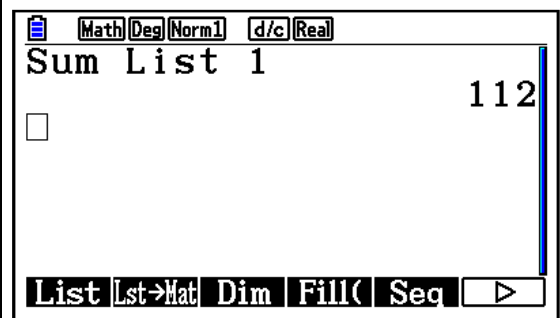 Math Deg Norm1 d/c Real
Sum List 1
112
List Lst→Mat Dim Fill( Seq ▷